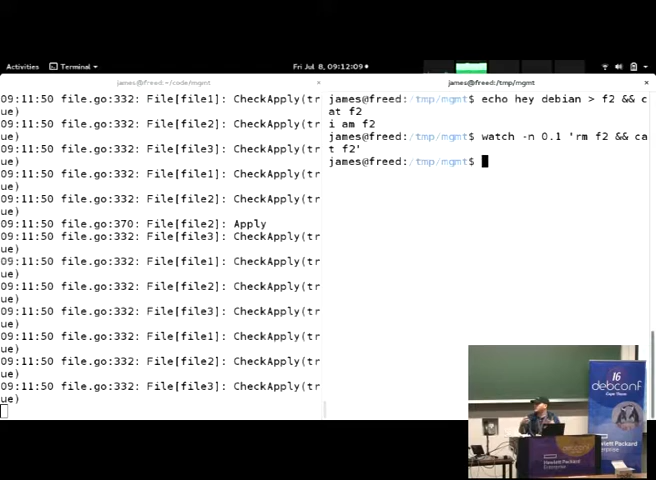 Activities
Terminal
Fri Jul 8, 09:12:09
james@freed:~/code/mgmt
×
james@freed:/tmp/mgmt
×
09:11:50 file.go:332: File[file1]: CheckApply(tr
ue)
09:11:50 file.go:332: File[file2]: CheckApply(tr
ue)
09:11:50 file.go:332: File[file3]: CheckApply(tr
ue)
09:11:50 file.go:332: File[file1]: CheckApply(tr
ue)
09:11:50 file.go:332: File[file2]: CheckApply(tr
ue)
09:11:50 file.go:370: File[file2]: Apply
09:11:50 file.go:332: File[file3]: CheckApply(tr
ue)
09:11:50 file.go:332: File[file1]: CheckApply(tr
ue)
09:11:50 file.go:332: File[file2]: CheckApply(tr
ue)
09:11:50 file.go:332: File[file3]: CheckApply(tr
ue)
09:11:50 file.go:332: File[file1]: CheckApply(tr
ue)
09:11:50 file.go:332: File[file2]: CheckApply(tr
ue)
09:11:50 file.go:332: File[file3]: CheckApply(tr
ue)
james@freed:/tmp/mgmt$ echo hey debian > f2 && c
at f2
i am f2
james@freed:/tmp/mgmt$ watch -n 0.1 'rm f2 && ca
t f2'
james@freed:/tmp/mgmt$
16
debconf
Cape Town
Hewlett Packard
Enterprise
debconf
Hewlett Packard
Enterprise